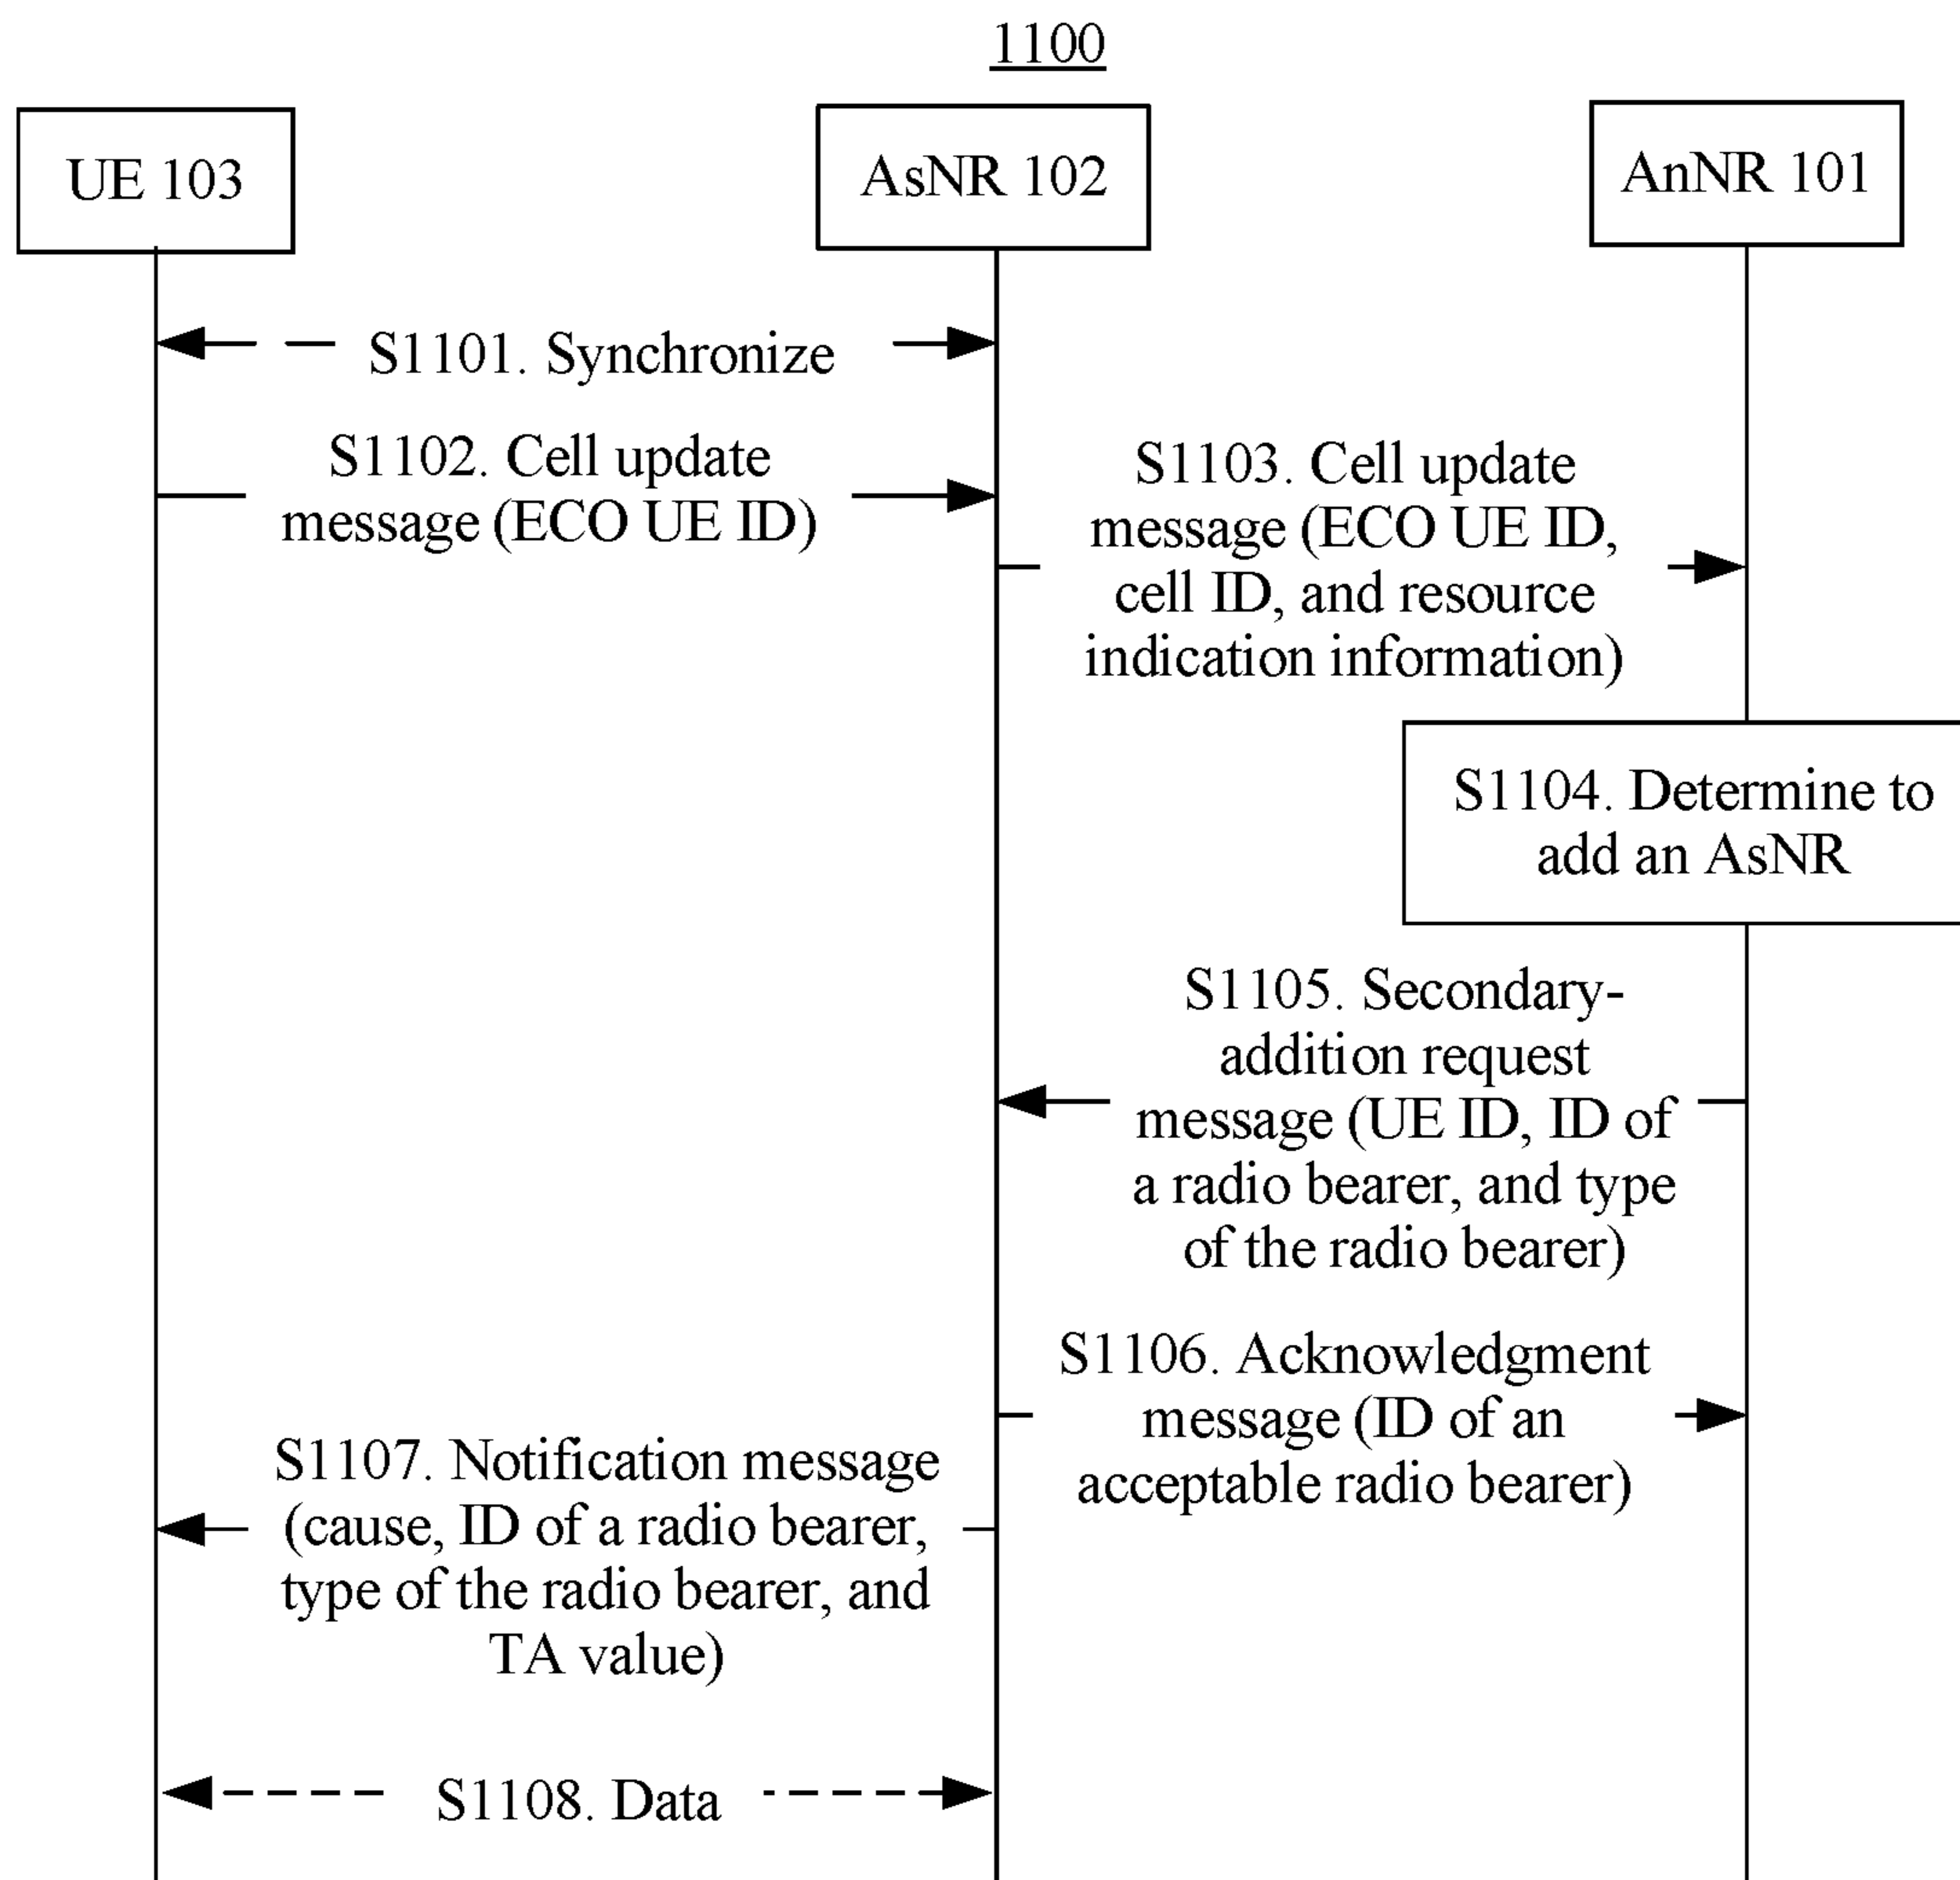 1100
UE 103
AsNR 102
AnNR 101
S1101. Synchronize
S1102. Cell update
message (ECO UE ID)
S1103. Cell update
message (ECO UE ID,
cell ID, and resource
indication information)
S1104. Determine to
add an AsNR
S1105. Secondary-
addition request
message (UE ID, ID of
a radio bearer, and type
of the radio bearer)
S1106. Acknowledgment
message (ID of an
acceptable radio bearer)
S1107. Notification message
(cause, ID of a radio bearer,
type of the radio bearer, and
TA value)
S1108. Data